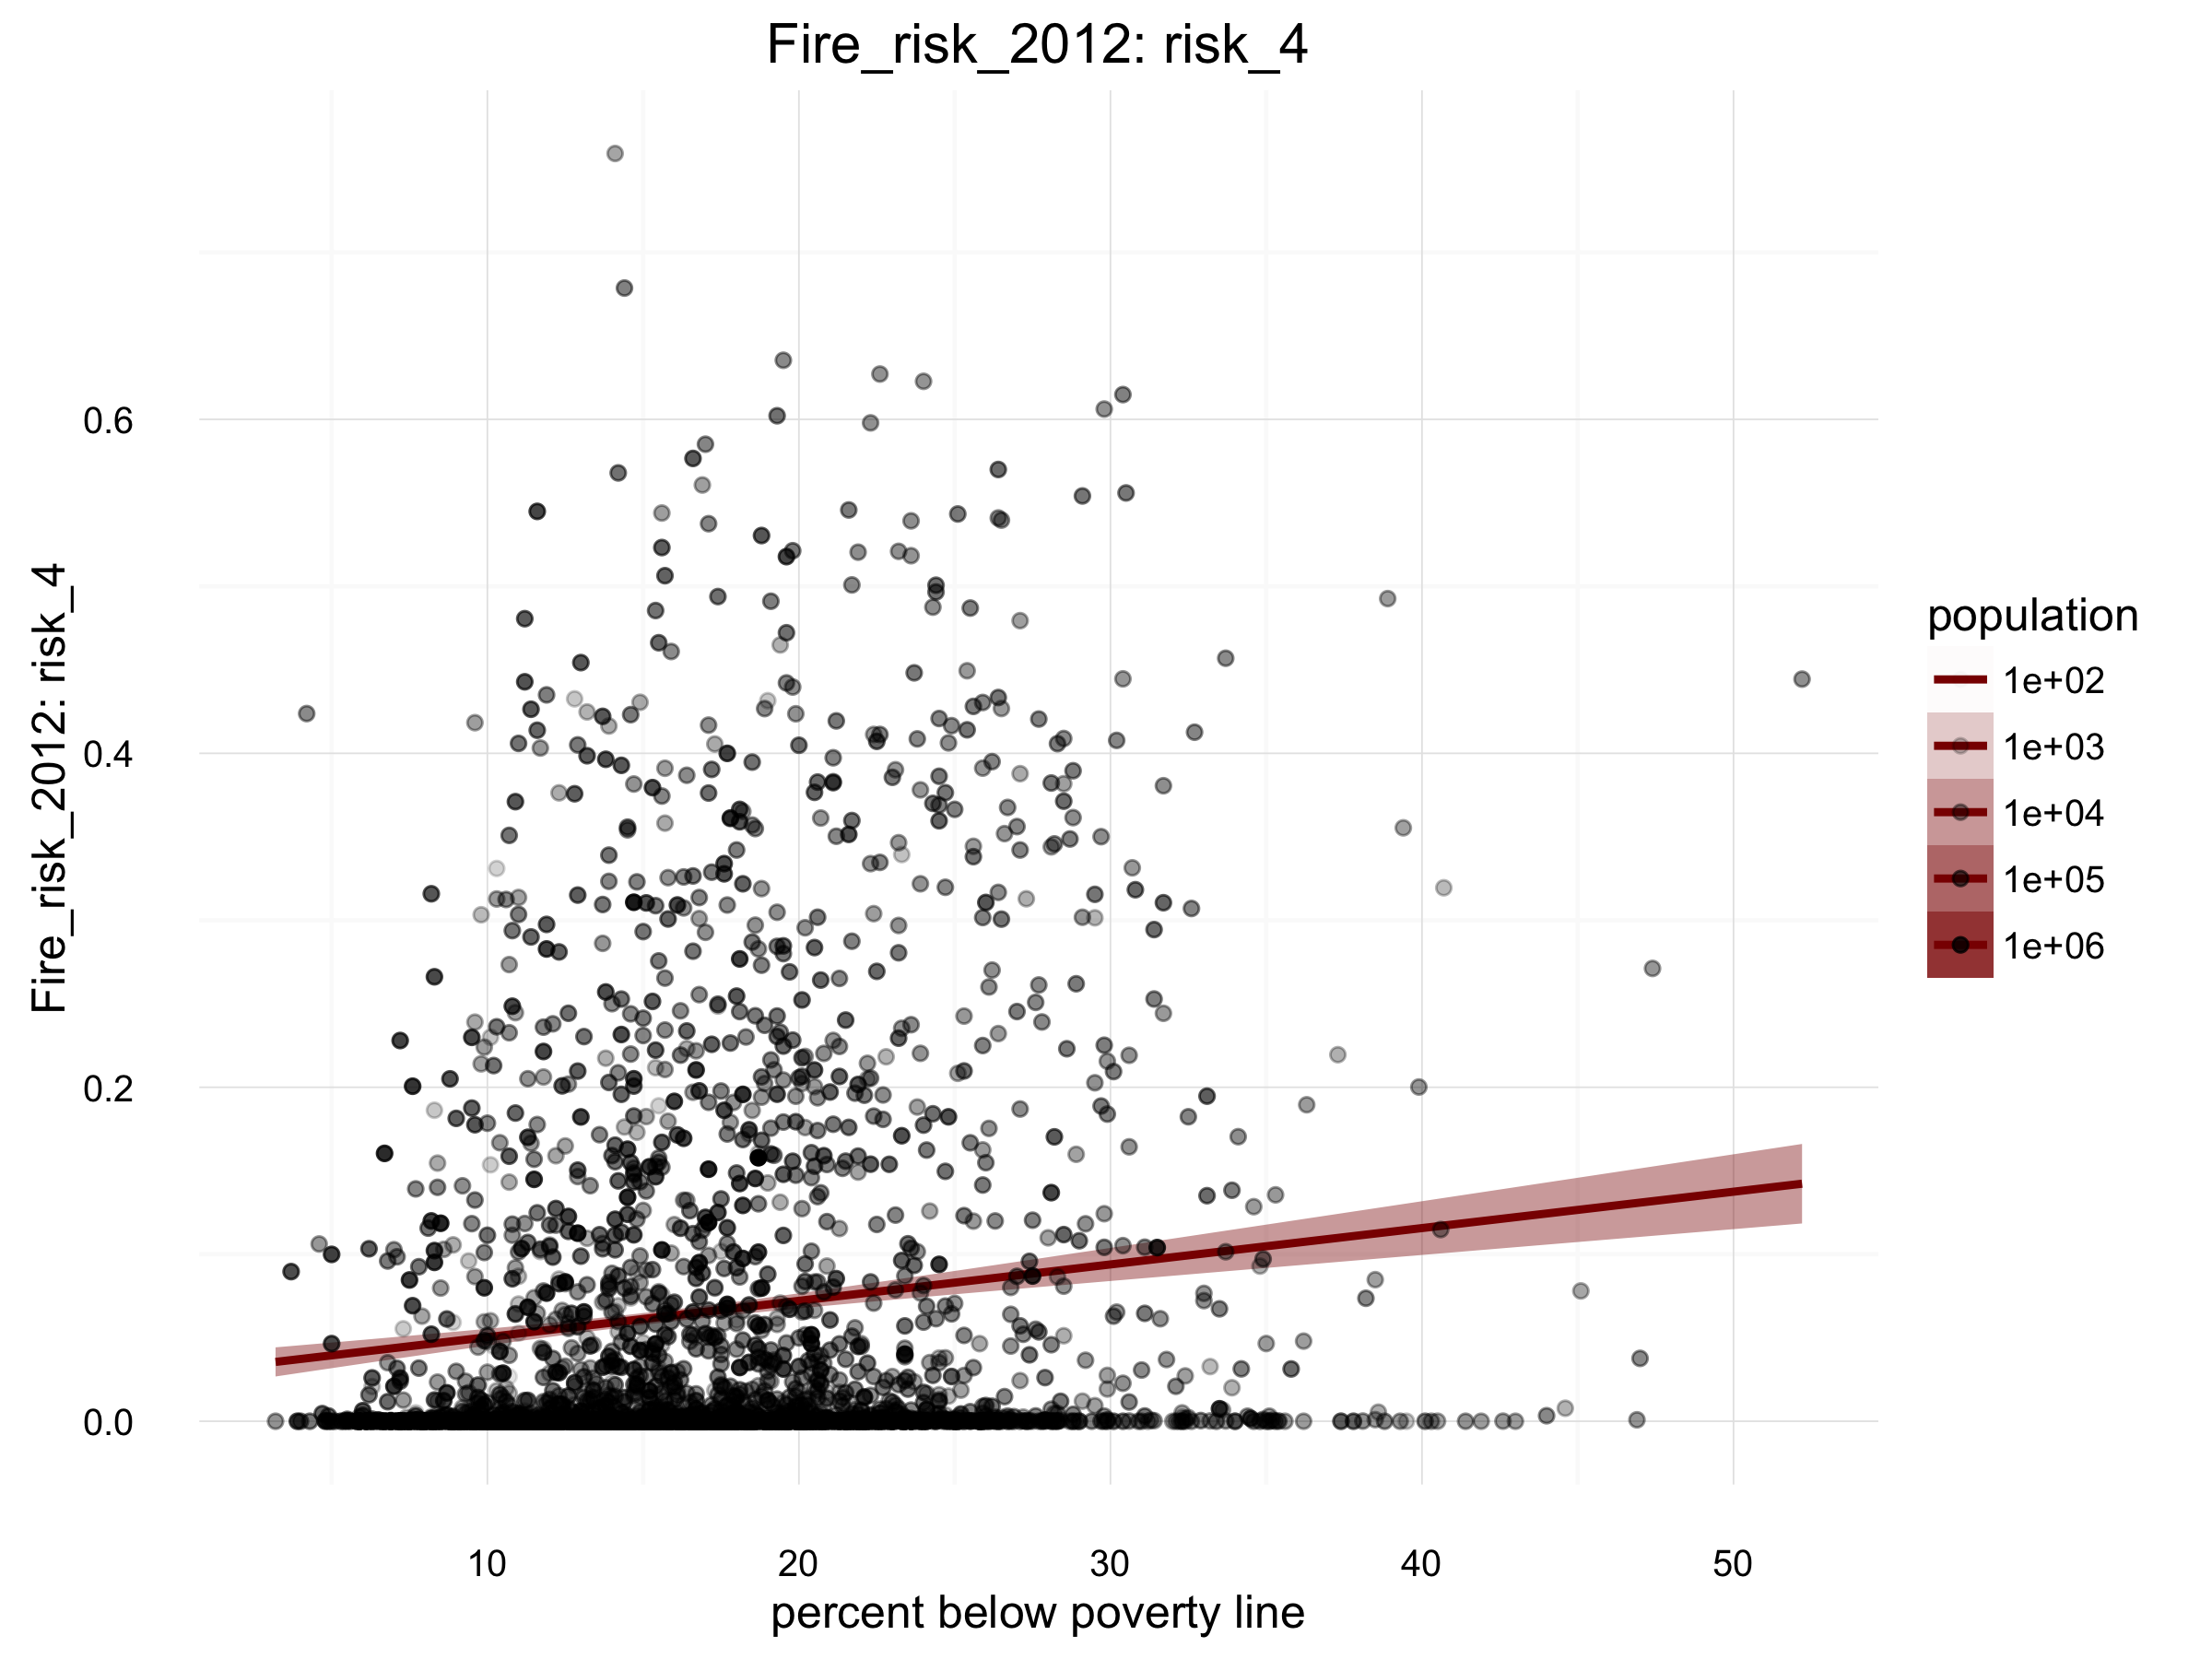 Fire_risk_2012: risk_4
Fire_risk_2012: risk_4
0.6
0.4
0.2
0.0
10 20 30 40 50
percent below poverty line
population
1e+02
1e+03
1e+04
1e+05
1e+06